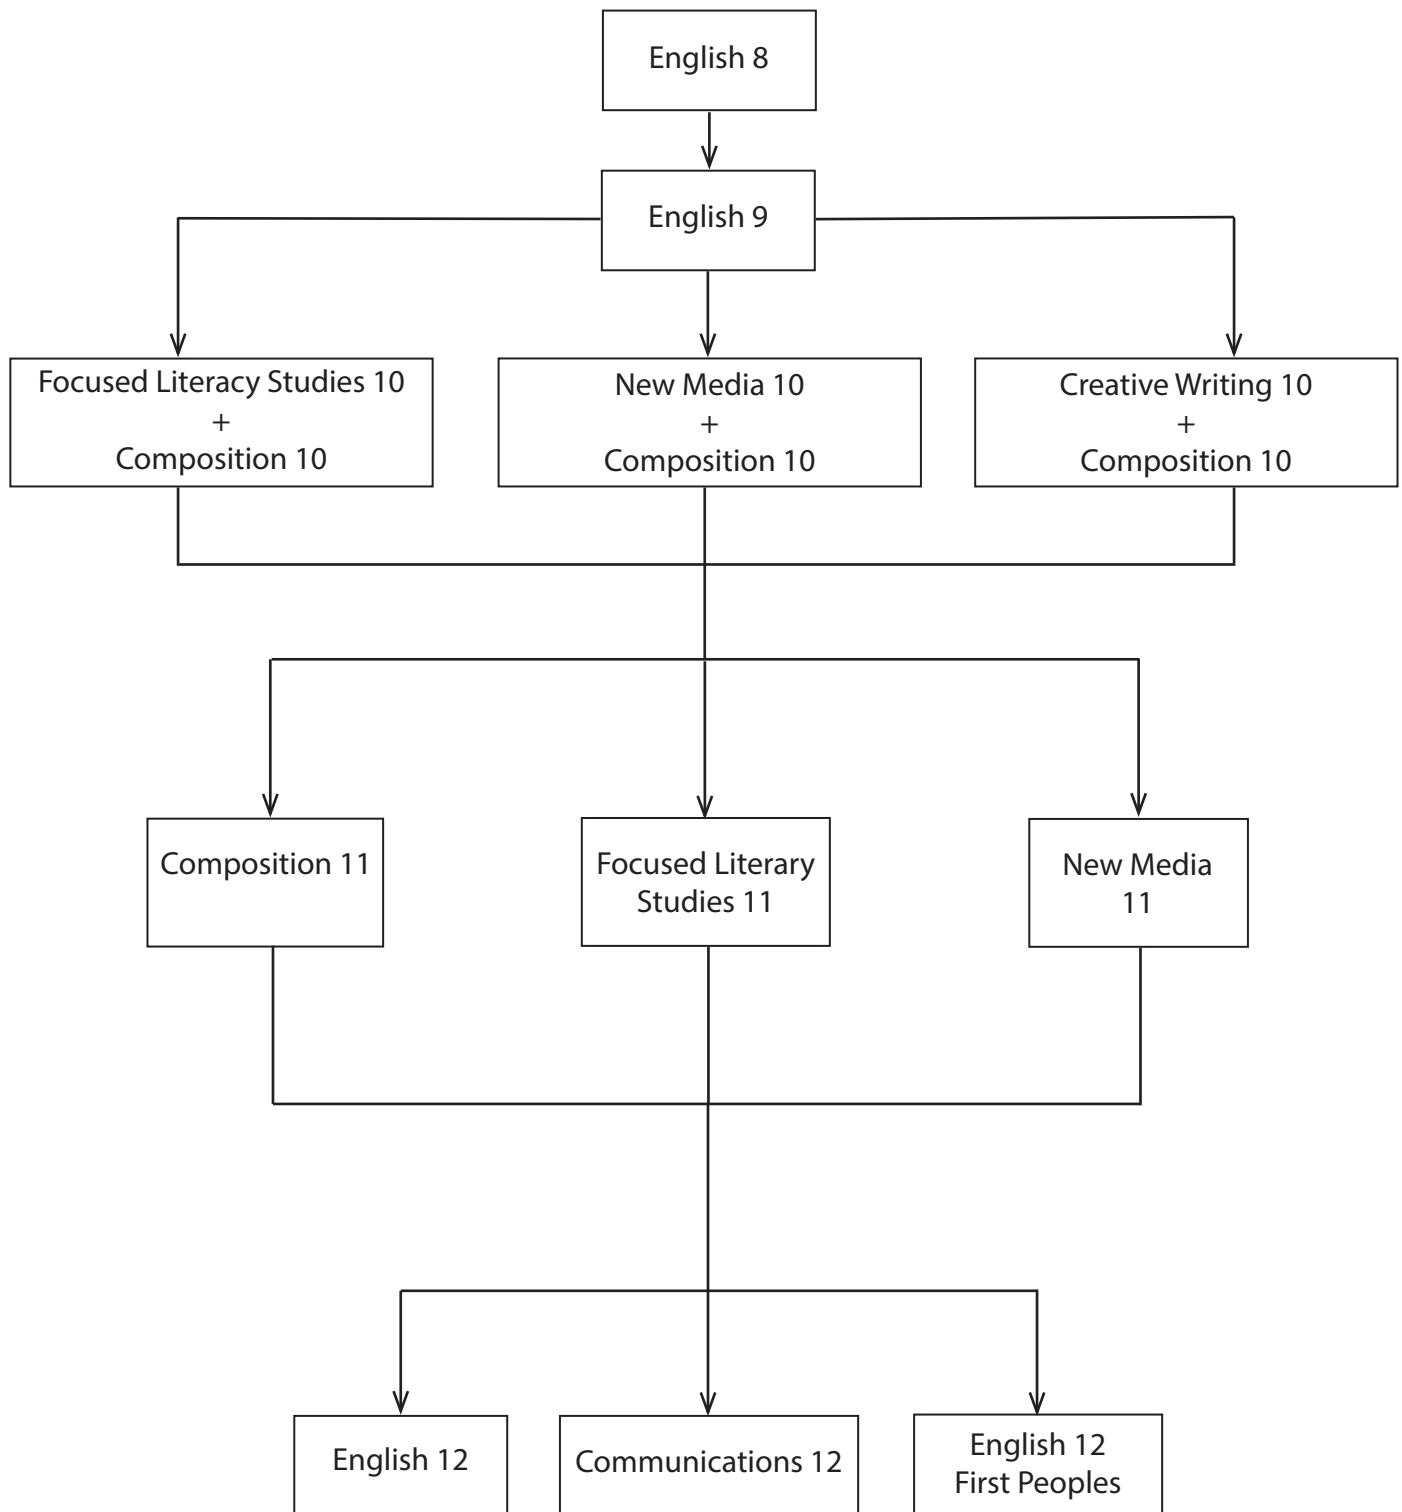 English 8
English 9
Focused Literacy Studies 10
+
Composition 10
New Media 10
+
Composition 10
Creative Writing 10
+
Composition 10
Composition 11
Focused Literary
Studies 11
New Media
11
English 12
Communications 12
English 12
First Peoples